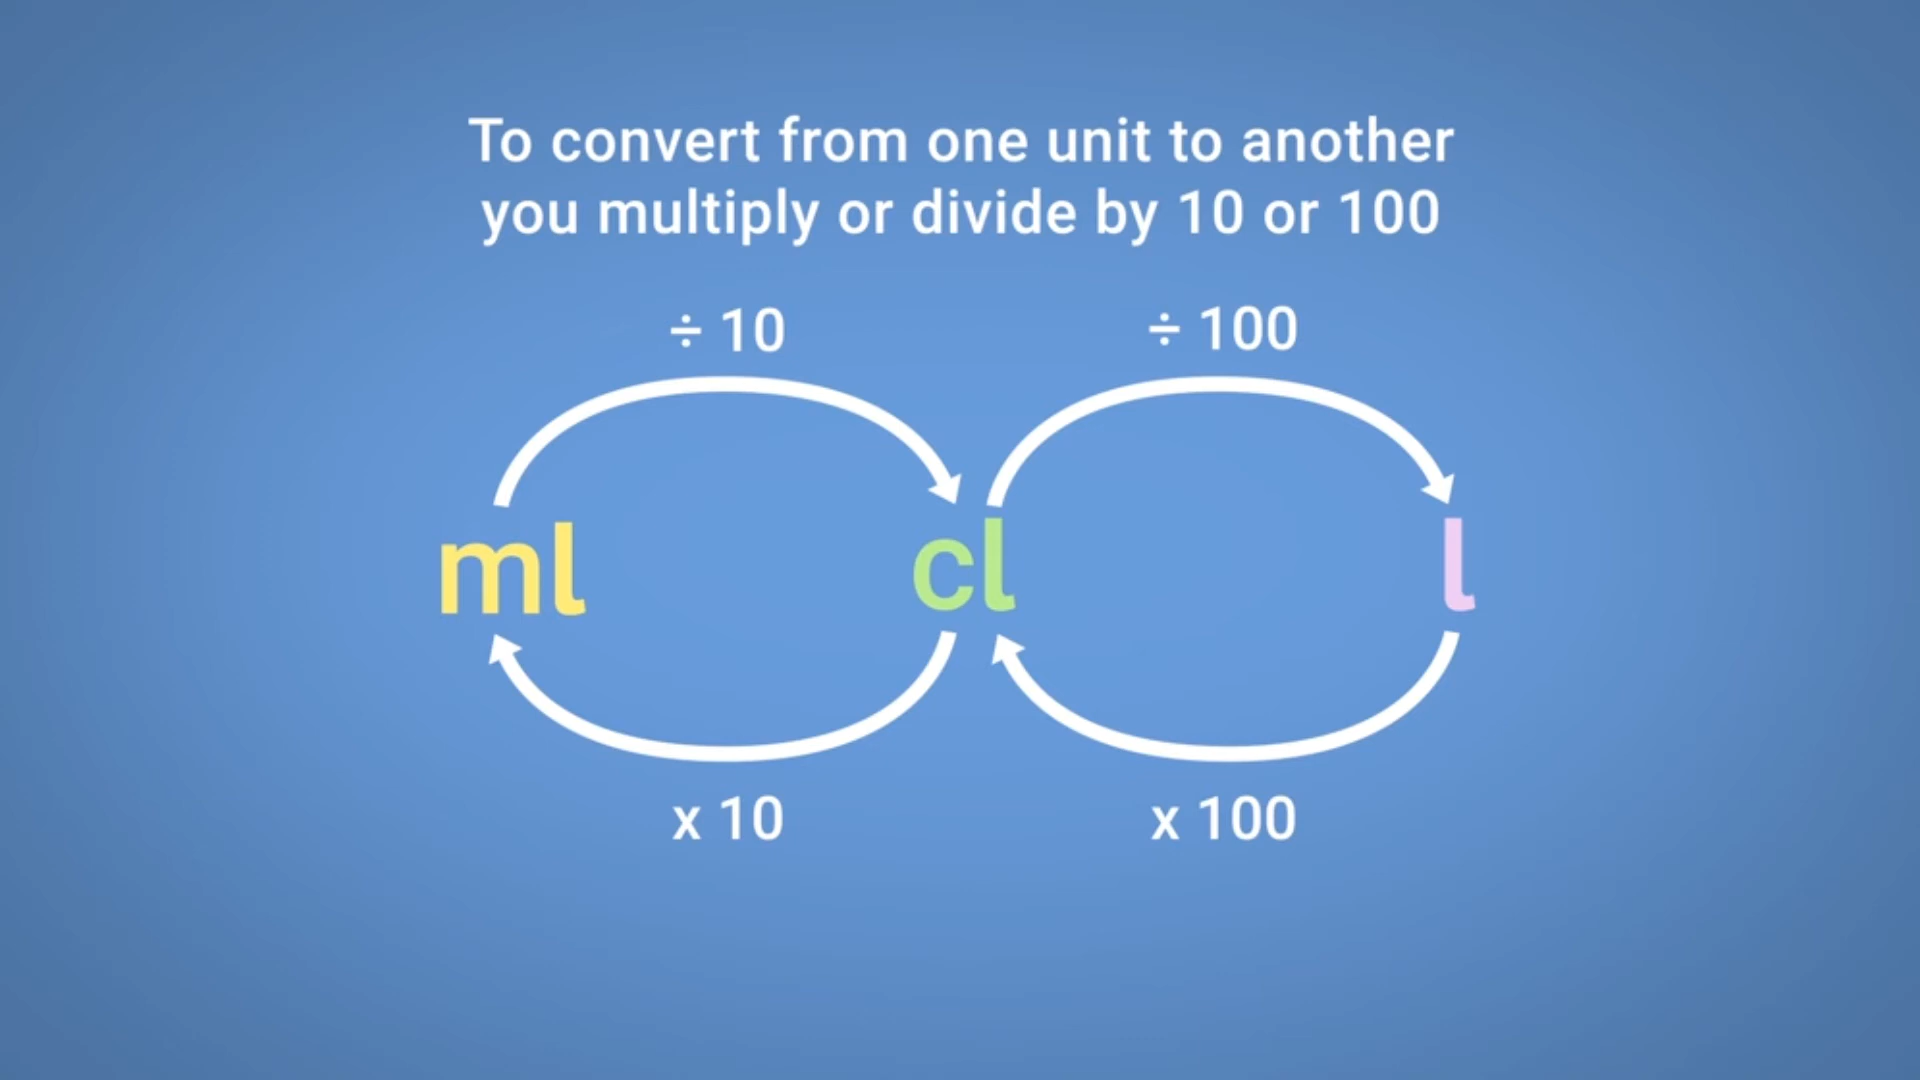 To convert from one unit to another
you multiply or divide by 10 or 100
÷ 10
÷ 100
ml
cl
l
x 10
x 100